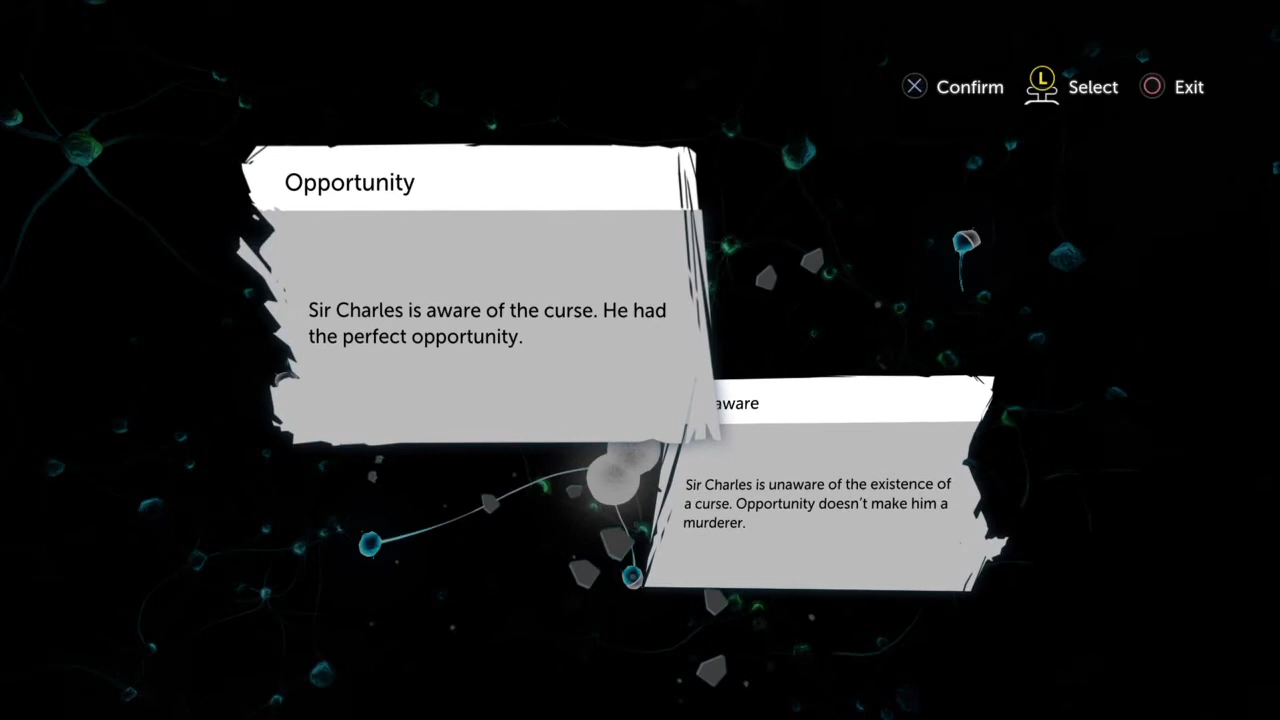 L
Confirm
Select
Exit
Opportunity
Sir Charles is aware of the curse. He had
the perfect opportunity.
aware
Sir Charles is unaware of the existence of
a curse. Opportunity doesn't make him a
murderer.